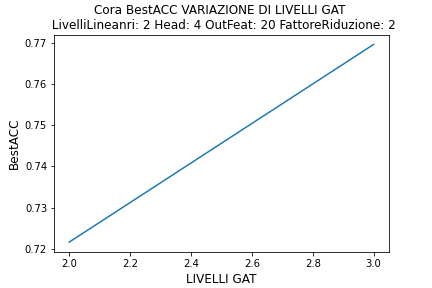 Cora BestACC VARIAZIONE DI LIVELLI GAT
LivelliLineanri: 2 Head: 4 OutFeat: 20 FattoreRiduzione: 2
0.77
0.76
0.75
0.74
0.73
0.72
BestACC
2.0 2.2 2.4 2.6 2.8 3.0
LIVELLI GAT